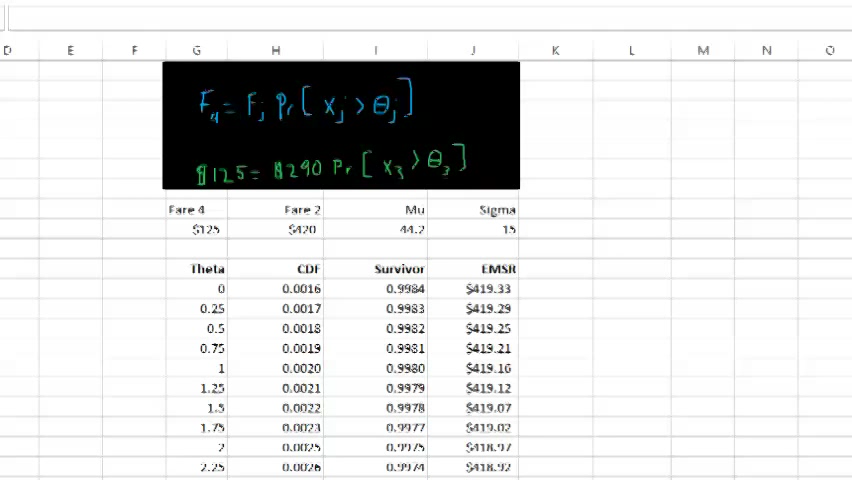 D E F G H I J K L M N O
F4 = Fj Pr[ xj > θj ]
$125 = $290 Pr[ x3 > θ3 ]
Fare 4 Fare 2 Mu Sigma
$125 $420 44.2 15
Theta CDF Survivor EMSR
0 0.0016 0.9984 $419.33
0.25 0.0017 0.9983 $419.29
0.5 0.0018 0.9982 $419.25
0.75 0.0019 0.9981 $419.21
1 0.0020 0.9980 $419.16
1.25 0.0021 0.9979 $419.12
1.5 0.0022 0.9978 $419.07
1.75 0.0023 0.9977 $419.02
2 0.0025 0.9975 $418.97
2.25 0.0026 0.9974 $418.92